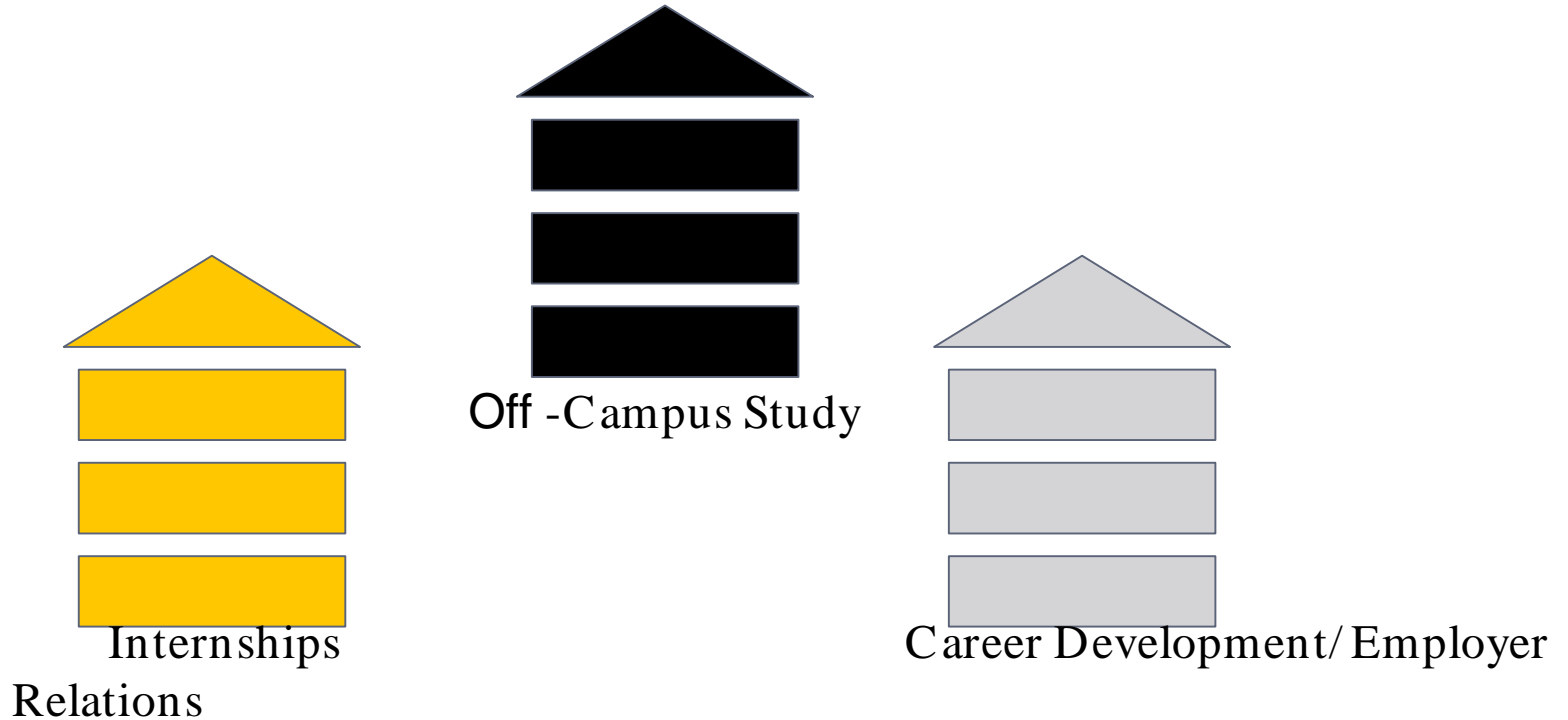 Off -Campus Study
Internships Career Development/ Employer
Relations